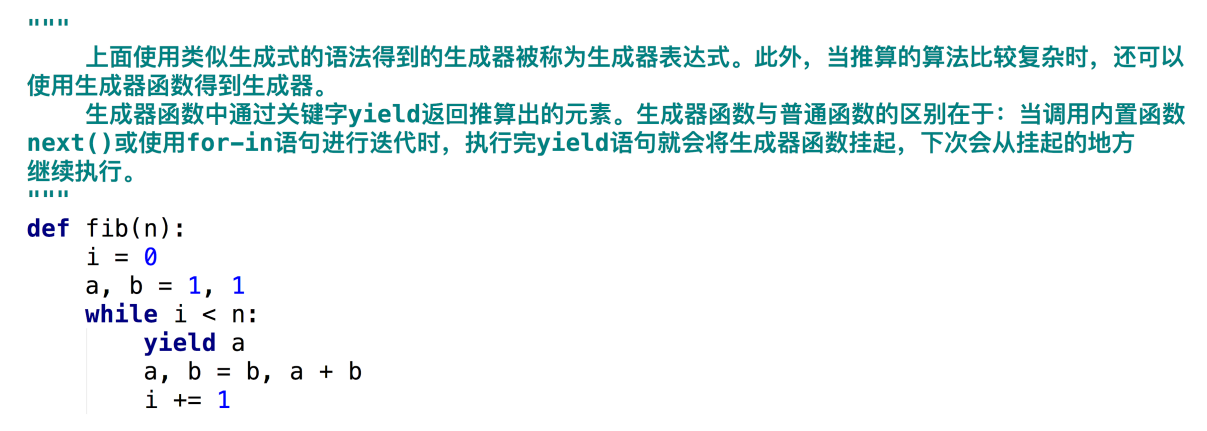 """
    上面使用类似生成式的语法得到的生成器被称为生成器表达式。此外，当推算的算法比较复杂时，还可以
使用生成器函数得到生成器。
    生成器函数中通过关键字yield返回推算出的元素。生成器函数与普通函数的区别在于：当调用内置函数
next()或使用for-in语句进行迭代时，执行完yield语句就会将生成器函数挂起，下次会从挂起的地方
继续执行。
"""
def fib(n):
    i = 0
    a, b = 1, 1
    while i < n:
        yield a
        a, b = b, a + b
        i += 1